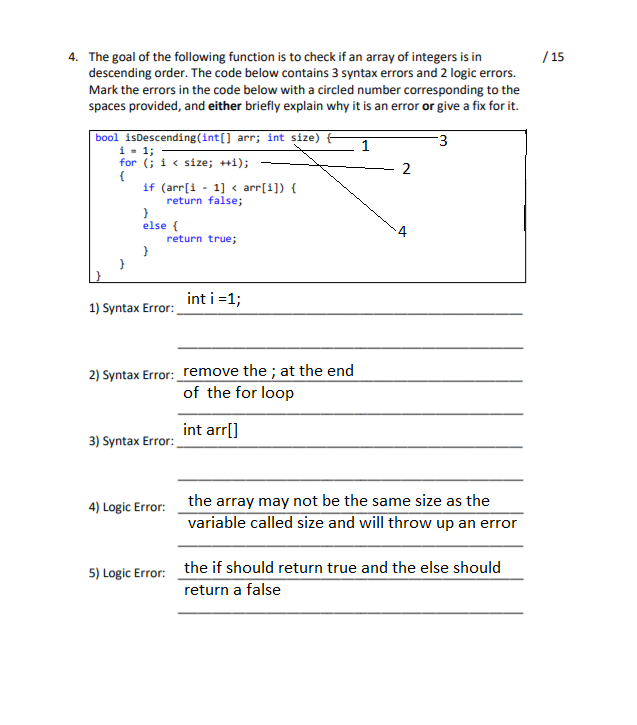 4. The goal of the following function is to check if an array of integers is in / 15
descending order. The code below contains 3 syntax errors and 2 logic errors.
Mark the errors in the code below with a circled number corresponding to the
spaces provided, and either briefly explain why it is an error or give a fix for it.
bool isDescending(int[] arr; int size) { 3
i = 1; 1
for (; i < size; ++i); 2
{
if (arr[i - 1] < arr[i]) {
return false;
}
else { 4
return true;
}
}
}
1) Syntax Error: int i =1;
2) Syntax Error: remove the ; at the end
of the for loop
3) Syntax Error: int arr[]
4) Logic Error: the array may not be the same size as the
variable called size and will throw up an error
5) Logic Error: the if should return true and the else should
return a false